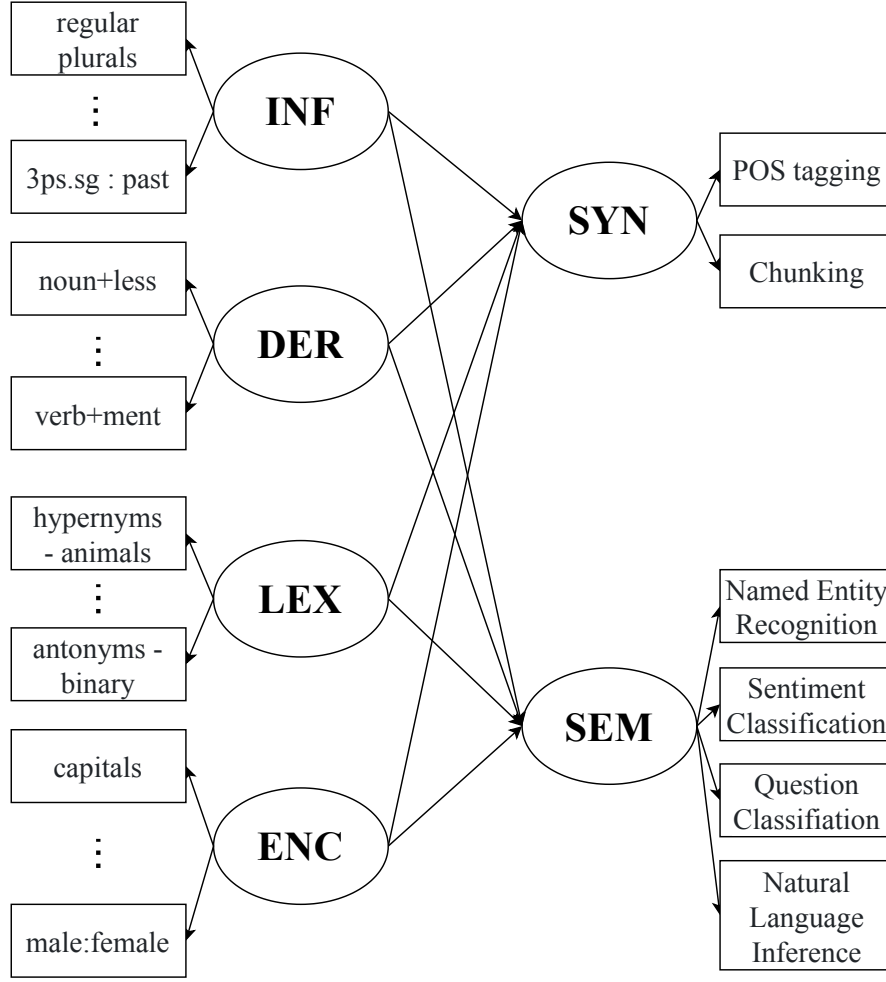 regular
plurals
3ps.sg : past
INF
noun+less
verb+ment
DER
hypernyms
- animals
antonyms -
binary
LEX
capitals
male:female
ENC
SYN
POS tagging
Chunking
SEM
Named Entity
Recognition
Sentiment
Classification
Question
Classifiation
Natural
Language
Inference